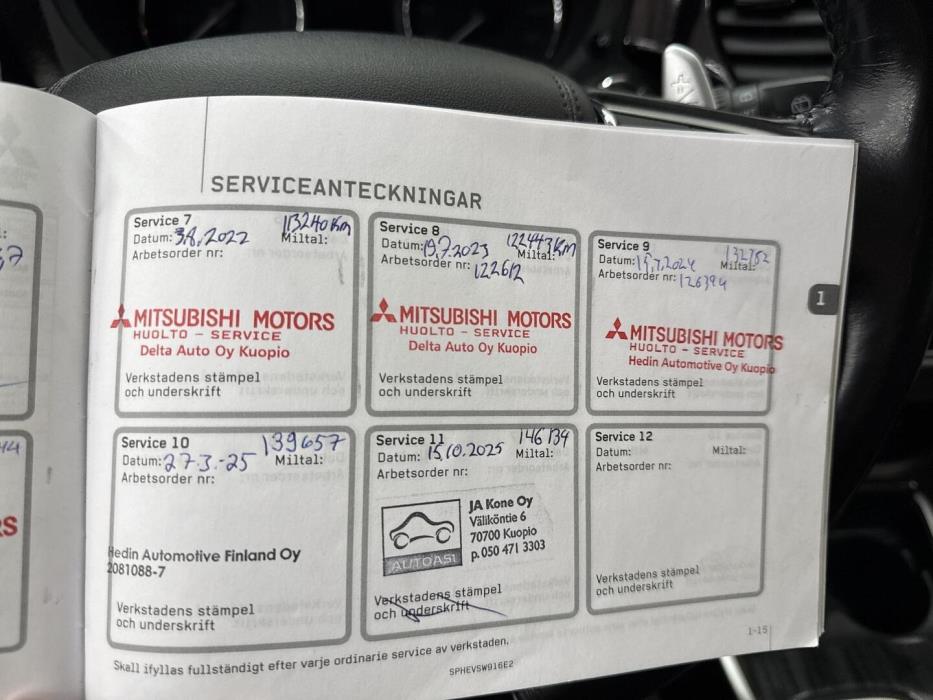 SERVICEANTECKNINGAR
Service 7 113240 Km
Datum: 3.8.2022 Miltal:
Arbetsorder nr:
MITSUBISHI MOTORS
HUOLTO - SERVICE
Delta Auto Oy Kuopio
Verkstadens stämpel
och underskrift
Service 8 122443 KM
Datum: 19.7.2023 Miltal:
Arbetsorder nr: 122612
MITSUBISHI MOTORS
HUOLTO - SERVICE
Delta Auto Oy Kuopio
Verkstadens stämpel
och underskrift
Service 9 132752
Datum: Miltal:
Arbetsorder nr: 126394
MITSUBISHI MOTORS
HUOLTO - SERVICE
Hedin Automotive Oy Kuopio
Verkstadens stämpel
och underskrift
1
Service 10 139657
Datum: 27.3.-25 Miltal:
Arbetsorder nr:
Hedin Automotive Finland Oy
2081088-7
Verkstadens stämpel
och underskrift
Service 11 146134
Datum: 15.10.2025 Miltal:
Arbetsorder nr:
AUTOASI
JA Kone Oy
Väliköntie 6
70700 Kuopio
p. 050 471 3303
Verkstadens stämpel
och underskrift
Service 12
Datum: Miltal:
Arbetsorder nr:
Verkstadens stämpel
och underskrift
1-15
Skall ifyllas fullständigt efter varje ordinarie service av verkstaden.
SPHEVSW916E2